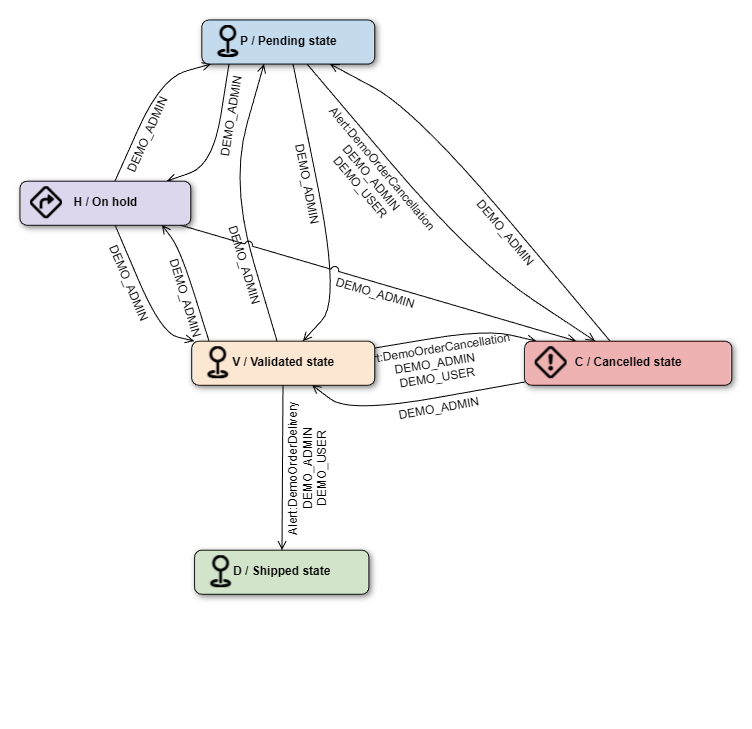 P / Pending state
DEMO_ADMIN
DEMO_ADMIN
DEMO_ADMIN
Alert:DemoOrderCancellation
DEMO_ADMIN
DEMO_USER
DEMO_ADMIN
H / On hold
DEMO_ADMIN
DEMO_ADMIN
DEMO_ADMIN
DEMO_ADMIN
V / Validated state
rt:DemoOrderCancellation
DEMO_ADMIN
DEMO_USER
C / Cancelled state
DEMO_ADMIN
Alert:DemoOrderDelivery
DEMO_ADMIN
DEMO_USER
D / Shipped state